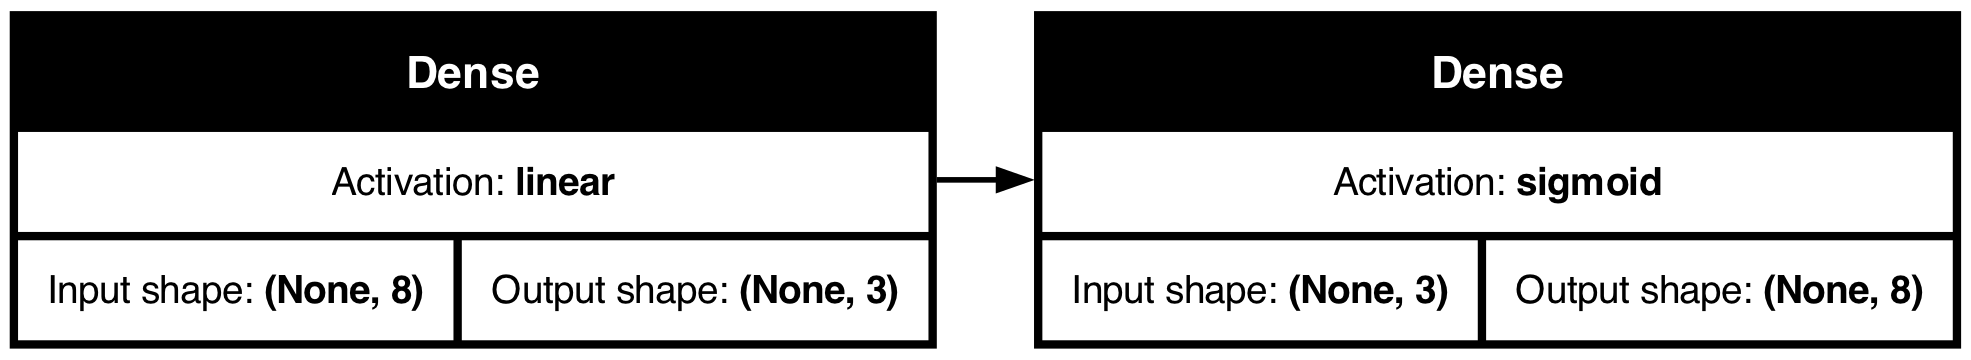 Dense
Activation: linear
Input shape: (None, 8)
Output shape: (None, 3)
Dense
Activation: sigmoid
Input shape: (None, 3)
Output shape: (None, 8)